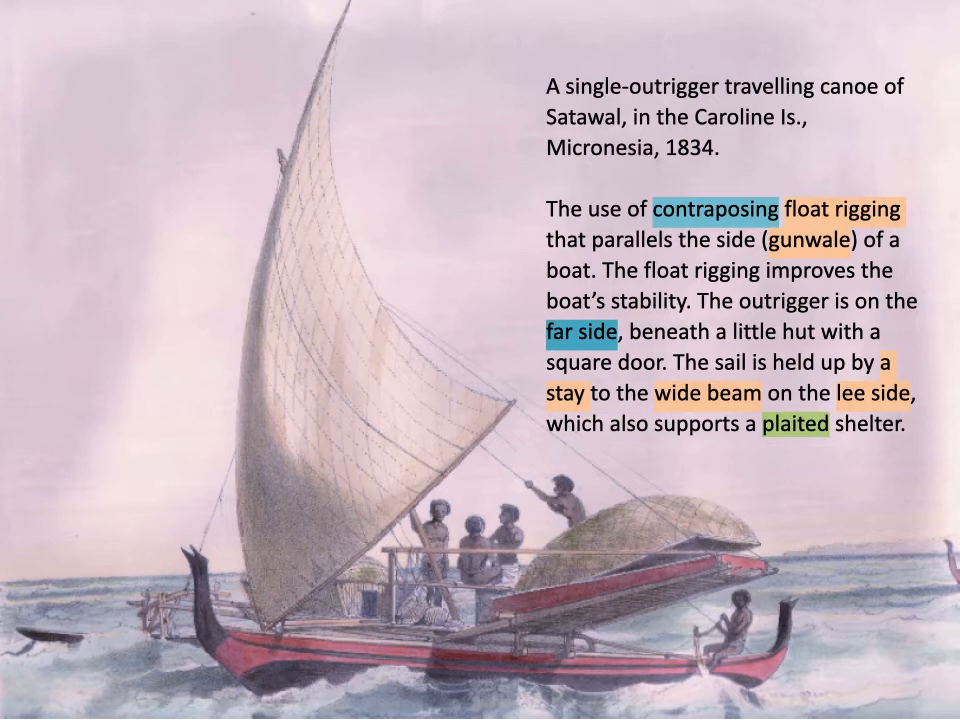 A single-outrigger travelling canoe of
Satawal, in the Caroline Is.,
Micronesia, 1834.
The use of contraposing float rigging
that parallels the side (gunwale) of a
boat. The float rigging improves the
boat’s stability. The outrigger is on the
far side, beneath a little hut with a
square door. The sail is held up by a
stay to the wide beam on the lee side,
which also supports a plaited shelter.